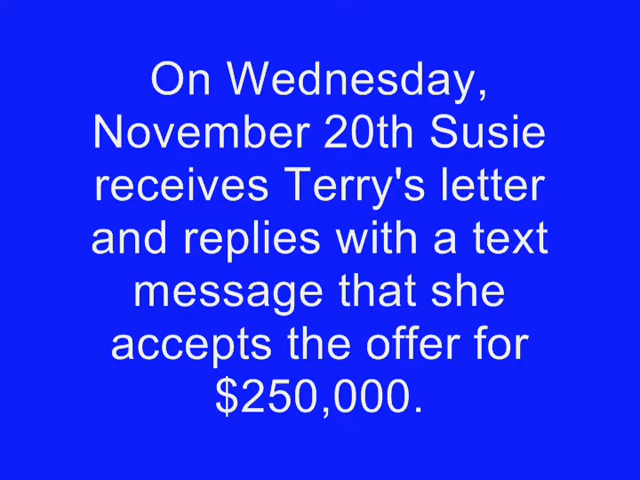 On Wednesday,
November 20th Susie
receives Terry's letter
and replies with a text
message that she
accepts the offer for
$250,000.